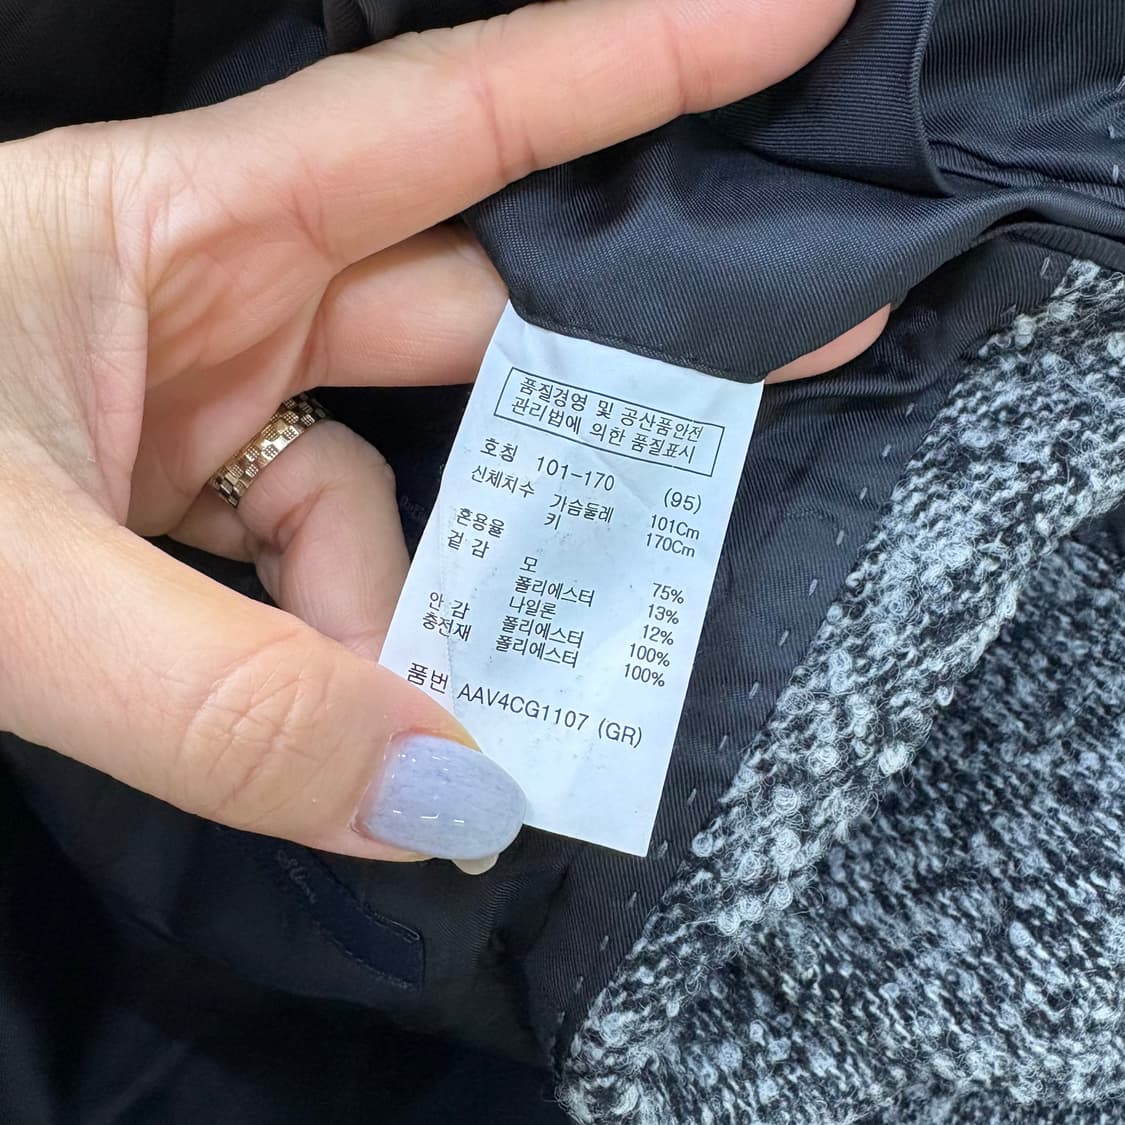 품질경영 및 공산품안전
관리법에 의한 품질표시
호칭 101-170 (95)
신체치수 가슴둘레 101Cm
키 170Cm
혼용율
겉 감 모 75%
폴리에스터 13%
나일론 12%
안 감 폴리에스터 100%
충전재 폴리에스터 100%
품번 AAV4CG1107 (GR)